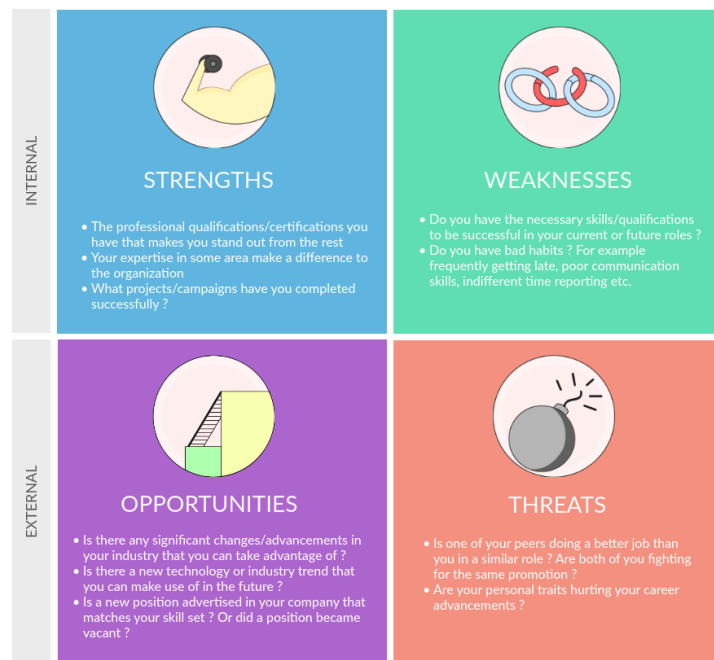 INTERNAL
STRENGTHS
• The professional qualifications/certifications you
have that makes you stand out from the rest
• Your expertise in some area make a difference to
the organization
• What projects/campaigns have you completed
successfully ?
WEAKNESSES
• Do you have the necessary skills/qualifications
to be successful in your current or future roles ?
• Do you have bad habits ? For example
frequently getting late, poor communication
skills, indifferent time reporting etc.
EXTERNAL
OPPORTUNITIES
• Is there any significant changes/advancements in
your industry that you can take advantage of ?
• Is there a new technology or industry trend that
you can make use of in the future ?
• Is a new position advertised in your company that
matches your skill set ? Or did a position became
vacant ?
THREATS
• Is one of your peers doing a better job than
you in a similar role ? Are both of you fighting
for the same promotion ?
• Are your personal traits hurting your career
advancements ?